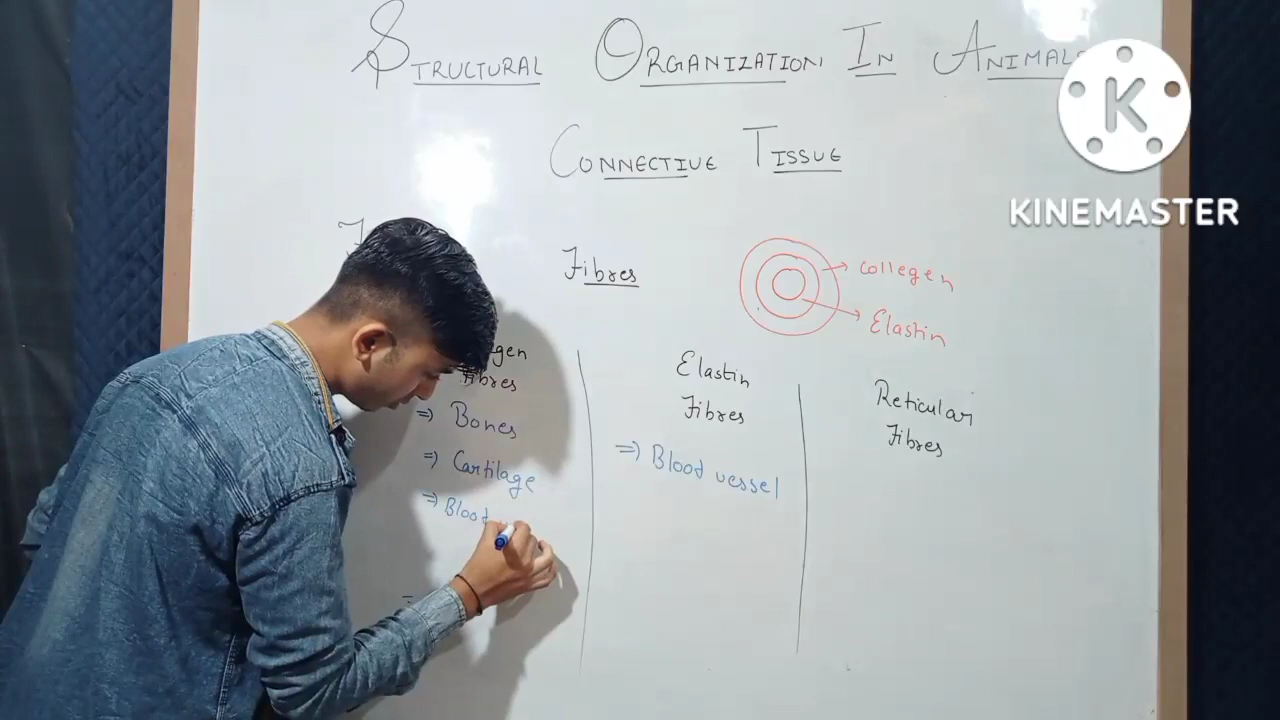 STRUCTURAL ORGANIZATION IN ANIMALS
CONNECTIVE TISSUE
Fibres
collegen
Elastin
Fibres
⇒ Bones
⇒ Cartilage
⇒ Blood
Elastin
Fibres
⇒ Blood vessel
Reticular
Fibres
KINEMASTER